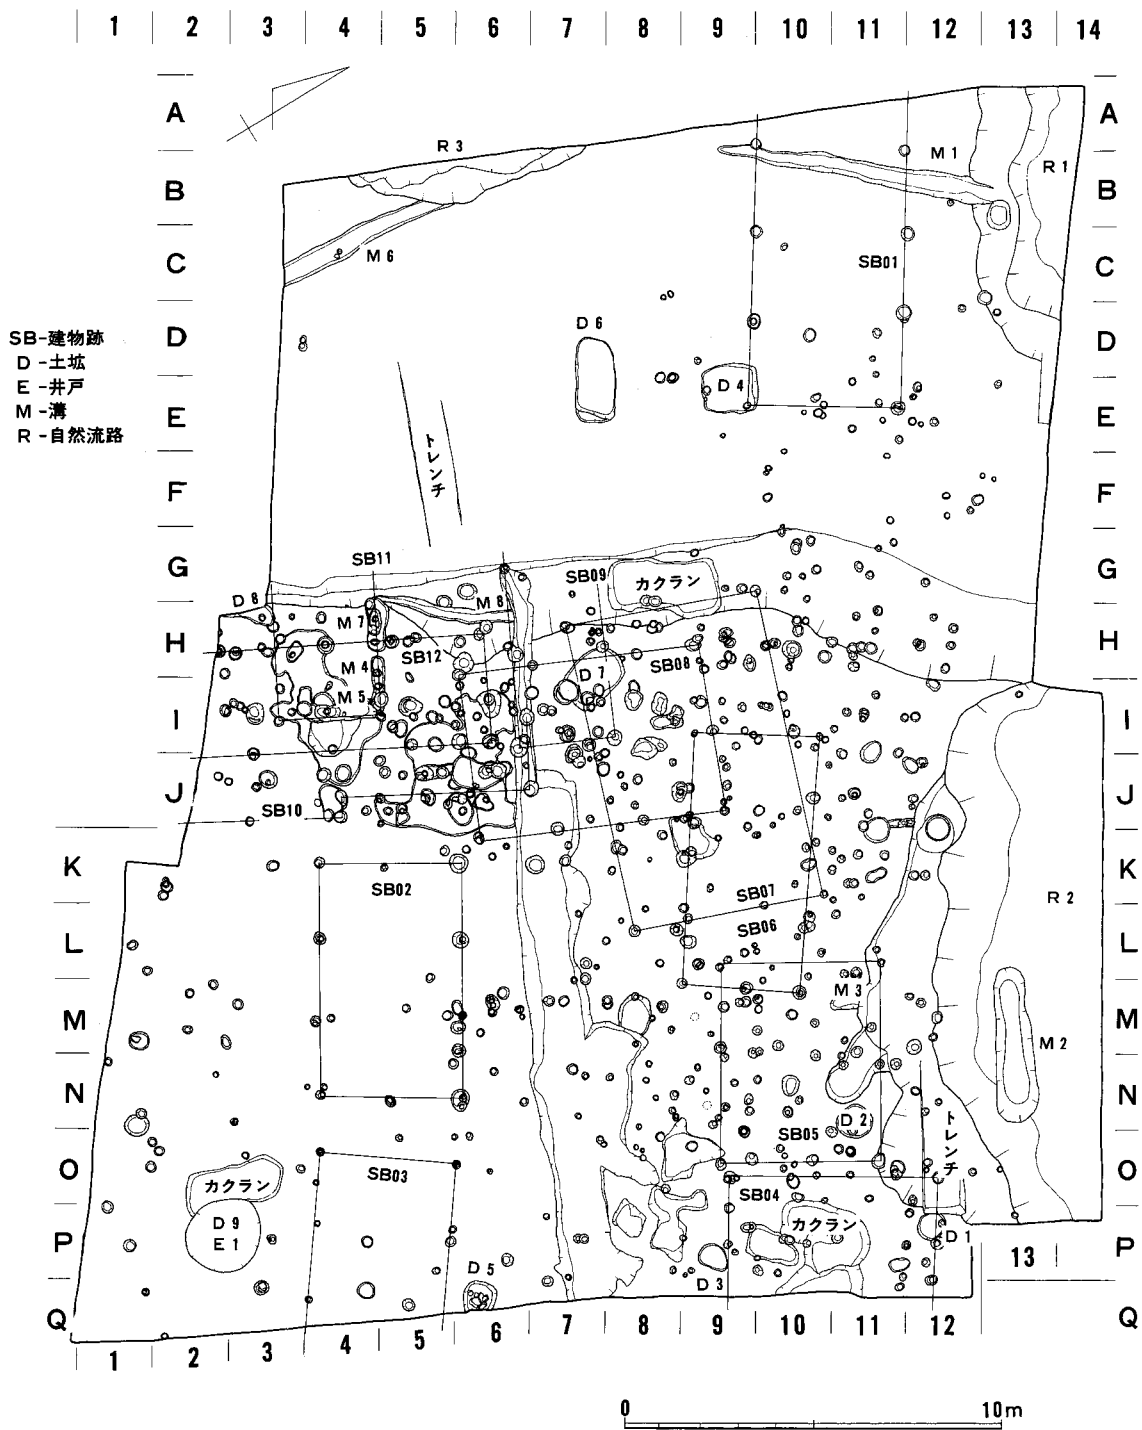 1 2 3 4 5 6 7 8 9 10 11 12 13 14
A A
R 3
M 1
R 1
B B
C C
M 6
SB01
SB-建物跡
D -土坛
E -井戸
M -溝
R -自然流路
D D
D 6
D 4
E E
トレンチ
F F
G G
SB11
SB09
カクラン
D 8
M 8
M 7
H H
SB12
SB08
M 4
D 7
M 5
I I
J J
SB10
K K
SB02
SB07
R 2
SB06
L L
M 3
M M
M 2
N N
D 2
トレンチ
SB05
O O
SB03
カクラン
SB04
D 9
E 1
カクラン
P P
D 1
13
D 5
D 3
Q Q
1 2 3 4 5 6 7 8 9 10 11 12
0 10m